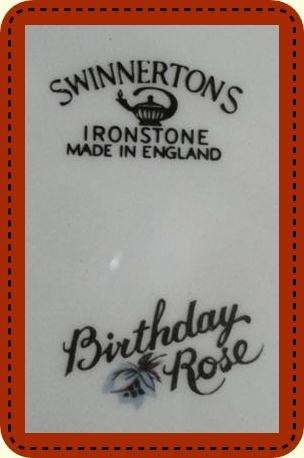 SWINNERTONS
IRONSTONE
MADE IN ENGLAND
Birthday
Rose